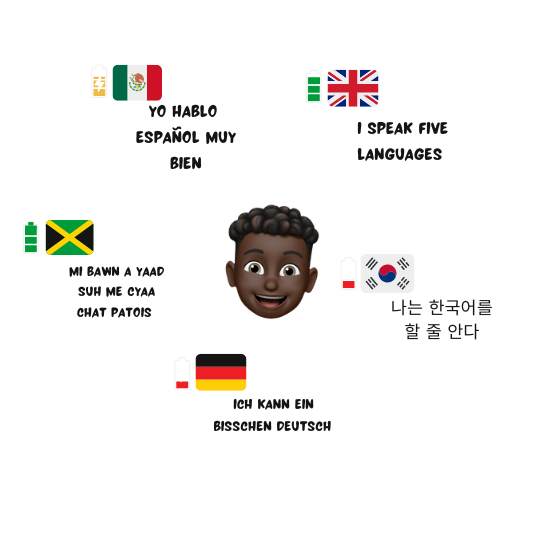 YO HABLO
ESPAÑOL MUY
BIEN
I SPEAK FIVE
LANGUAGES
MI BAWN A YAAD
SUH ME CYAA
CHAT PATOIS
나는 한국어를
할 줄 안다
ICH KANN EIN
BISSCHEN DEUTSCH